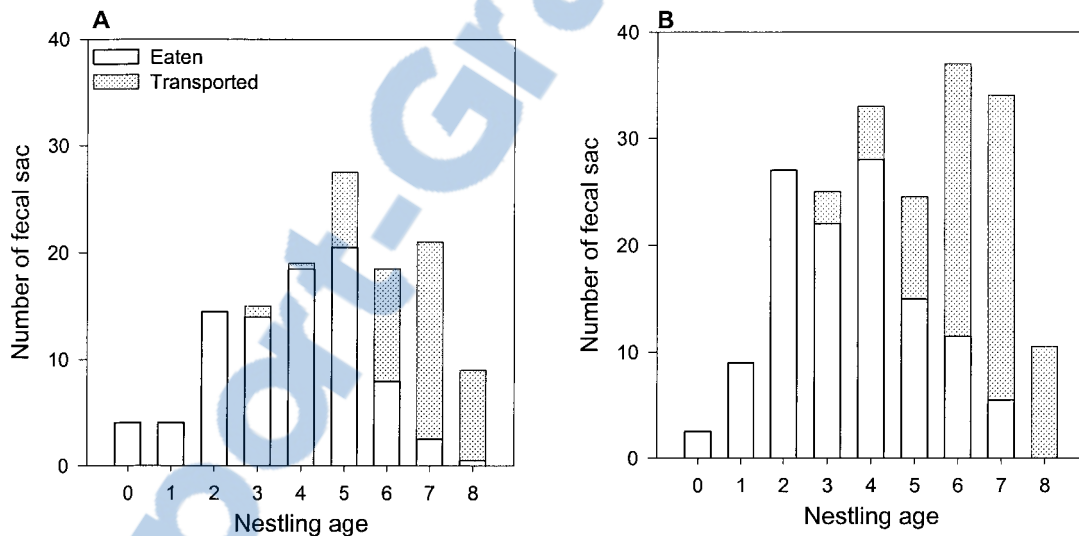 A
40
30
20
10
0
Number of fecal sac
Eaten
Transported
0 1 2 3 4 5 6 7 8
Nestling age
B
40
30
20
10
0
Number of fecal sac
0 1 2 3 4 5 6 7 8
Nestling age
port-Gra